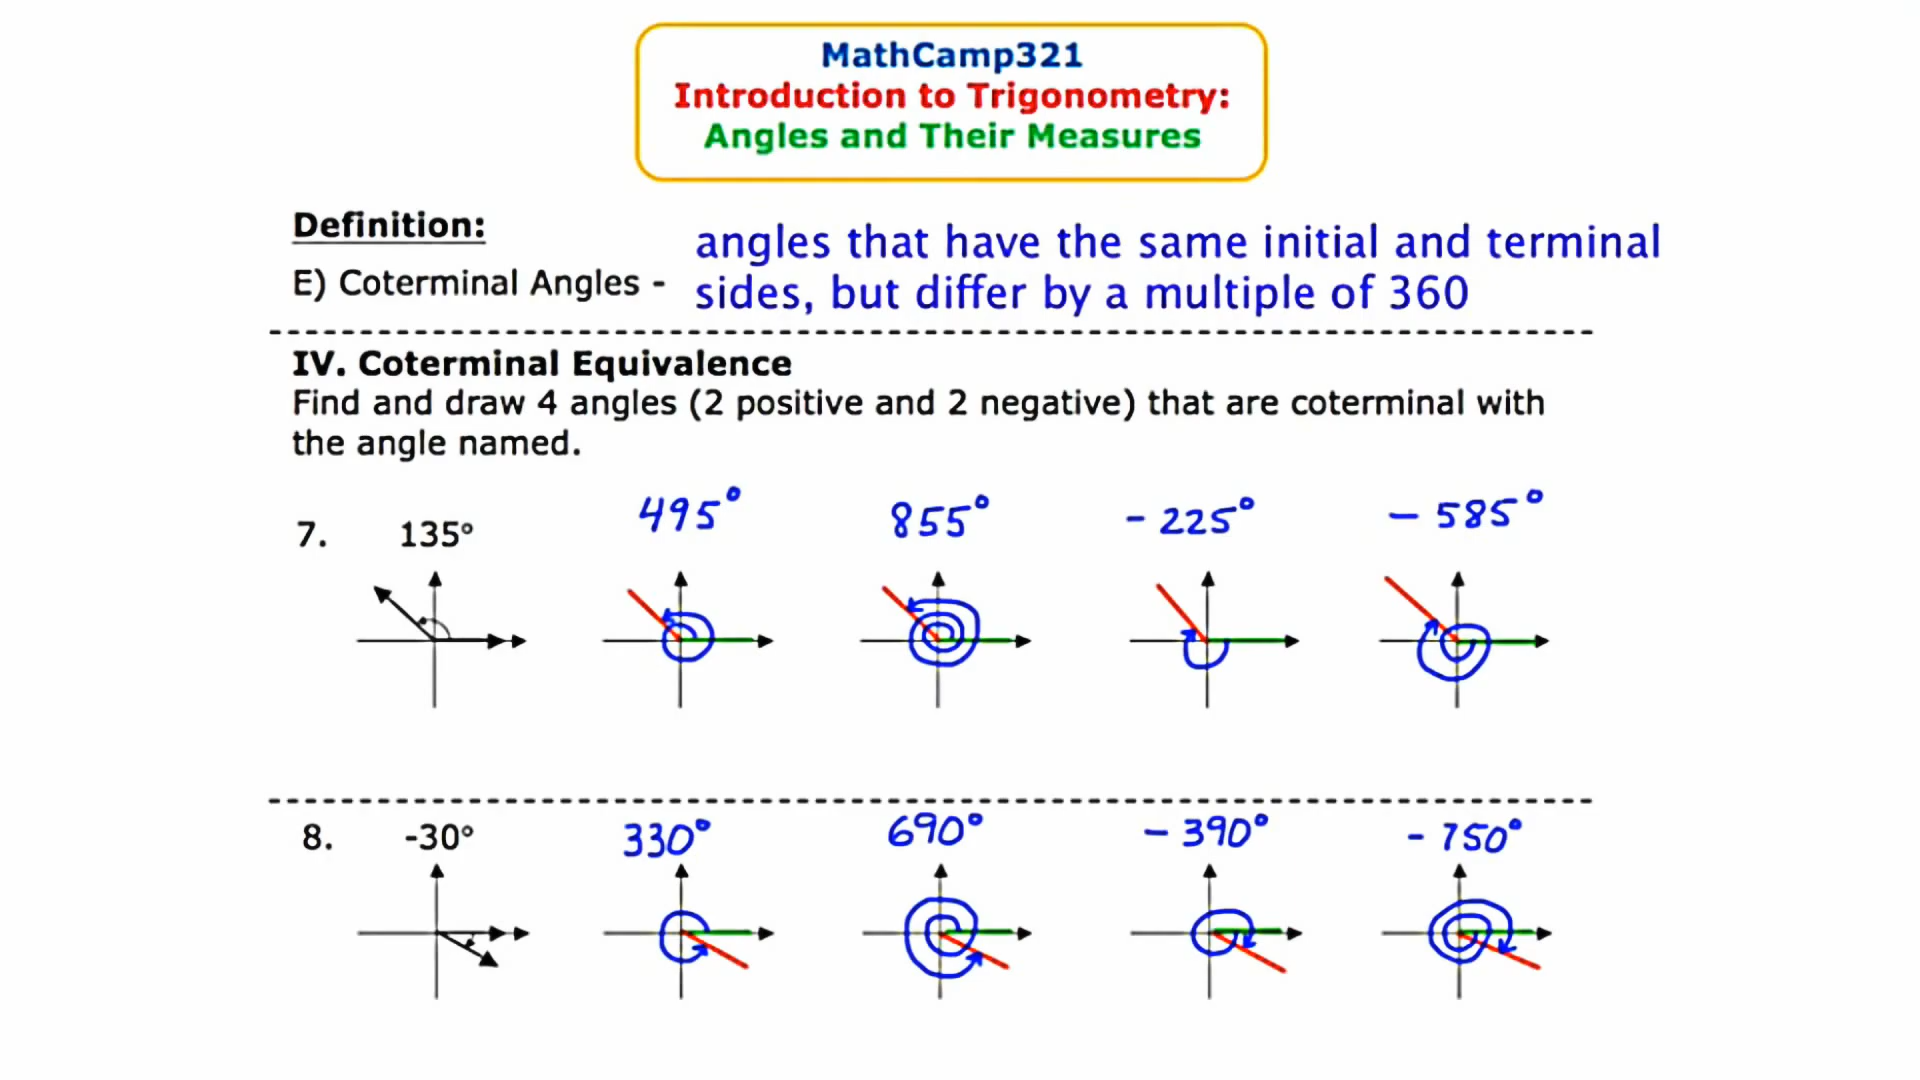 MathCamp321
Introduction to Trigonometry:
Angles and Their Measures
Definition:
E) Coterminal Angles - angles that have the same initial and terminal
sides, but differ by a multiple of 360
IV. Coterminal Equivalence
Find and draw 4 angles (2 positive and 2 negative) that are coterminal with
the angle named.
7. 135° 495° 855° - 225° - 585°
8. -30° 330° 690° - 390° - 750°